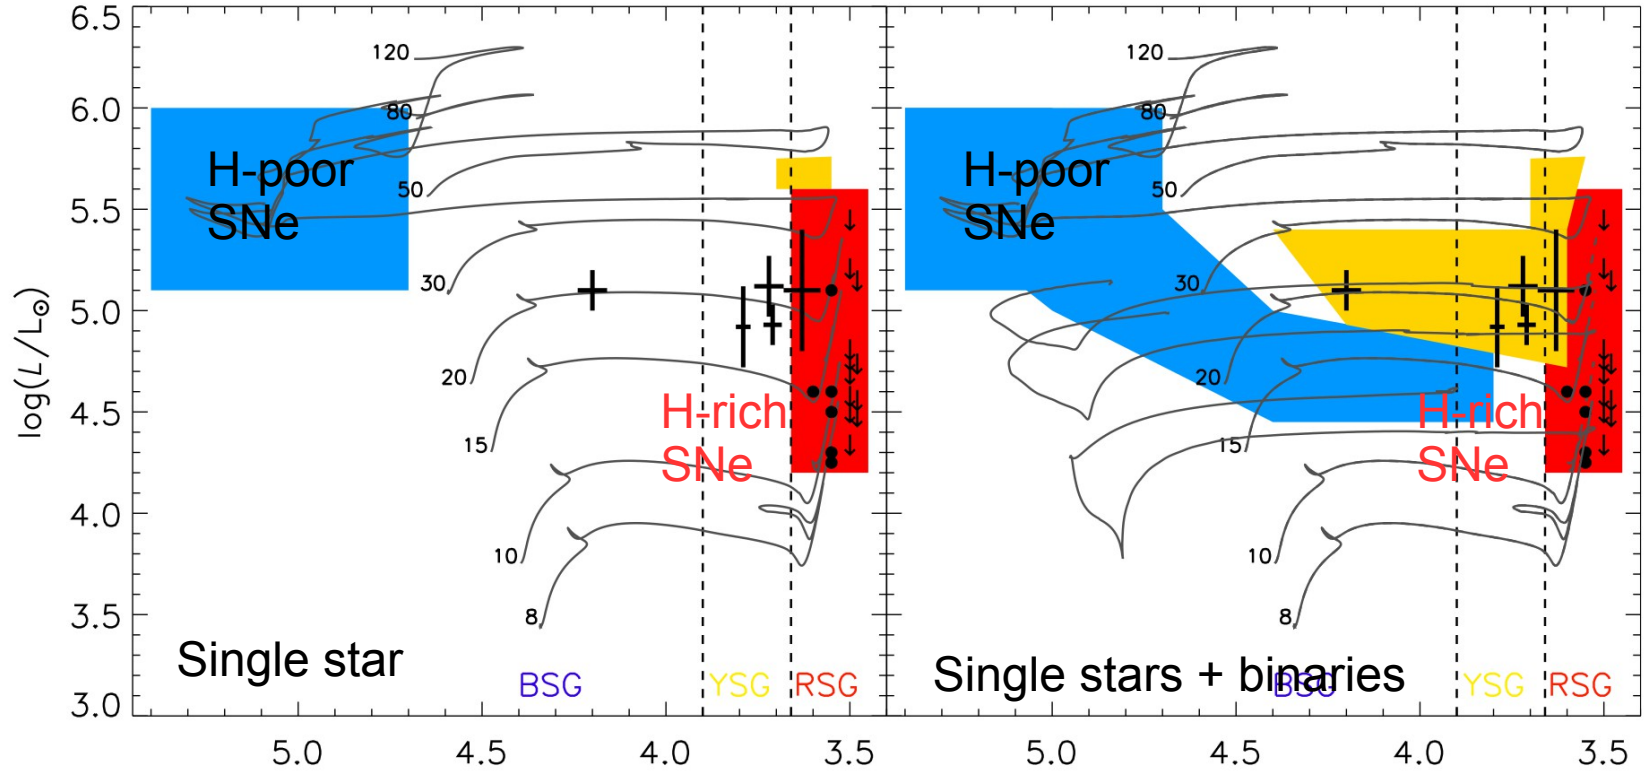 6.5
120
120
6.0
80
80
H-poor
SNe
H-poor
SNe
50
50
5.5
30
30
5.0
log(L/L⊙)
20
20
4.5
15
15
H-rich
SNe
H-rich
SNe
4.0
10
10
3.5
8
8
Single star
Single stars + binaries
BSG
YSG
RSG
BSG
YSG
RSG
3.0
5.0
4.5
4.0
3.5
5.0
4.5
4.0
3.5